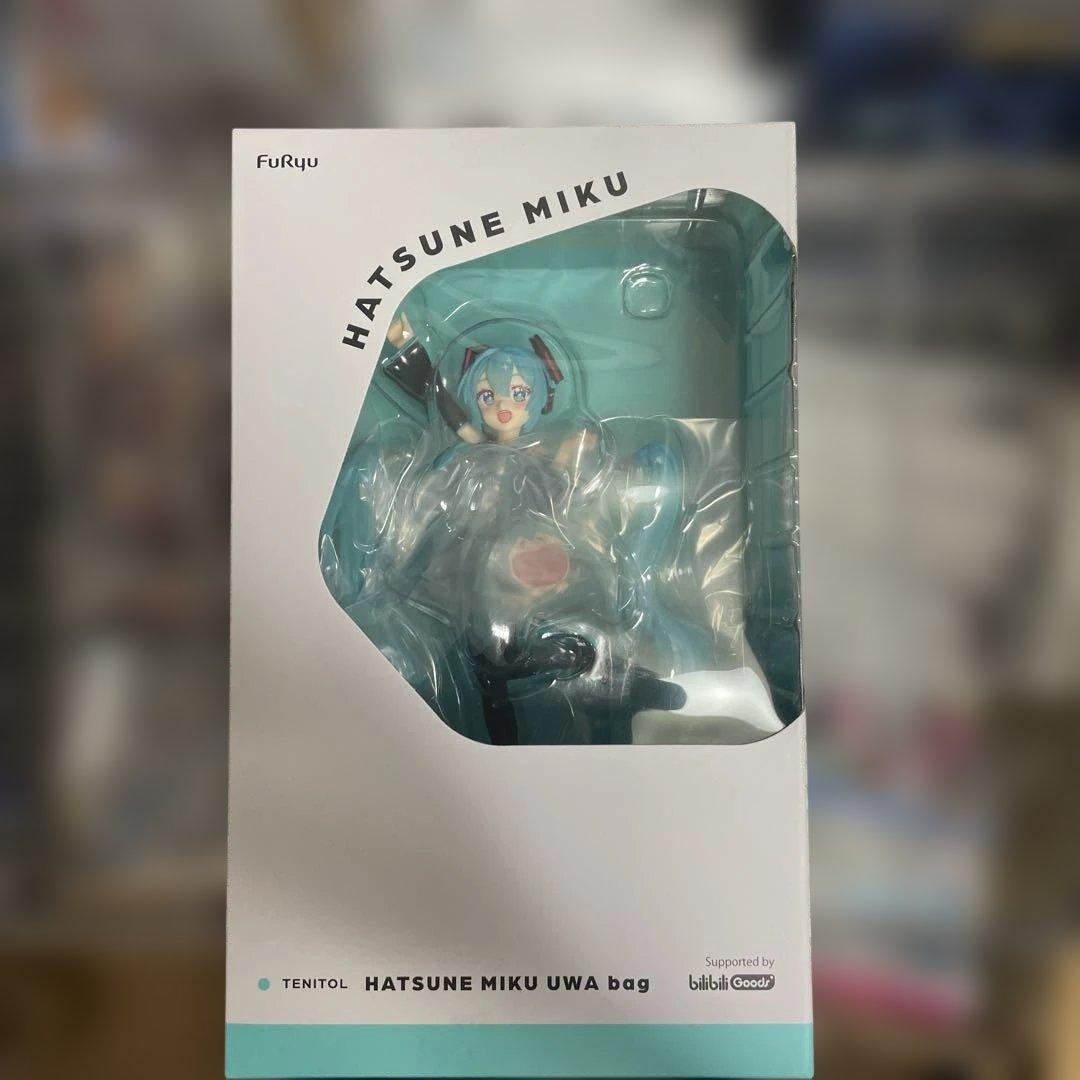 FuRyu
HATSUNE MIKU
Supported by
TENITOL HATSUNE MIKU UWA bag
bilibili Goods